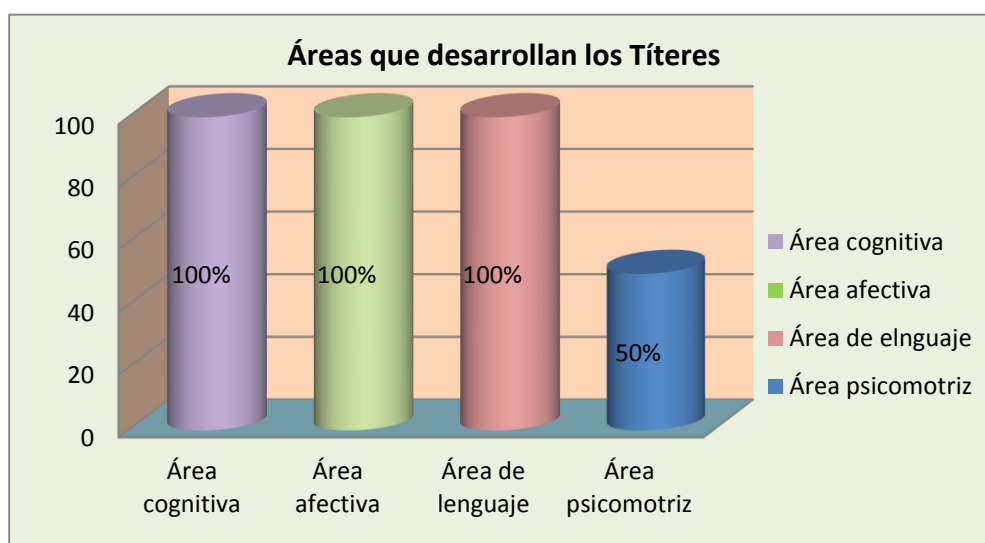 Áreas que desarrollan los Títeres
100
80
60
40
20
0
100%
100%
100%
50%
Área cognitiva
Área afectiva
Área de lenguaje
Área psicomotriz
Área cognitiva
Área afectiva
Área de elnguaje
Área psicomotriz